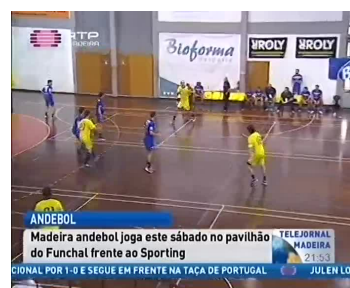 RTP
MADEIRA
Bioforma
ROLY
ROLY
ANDEBOL
Madeira andebol joga este sábado no pavilhão
do Funchal frente ao Sporting
TELEJORNAL
MADEIRA
21:53
CIONAL POR 1-0 E SEGUE EM FRENTE NA TAÇA DE PORTUGAL
JULEN LO